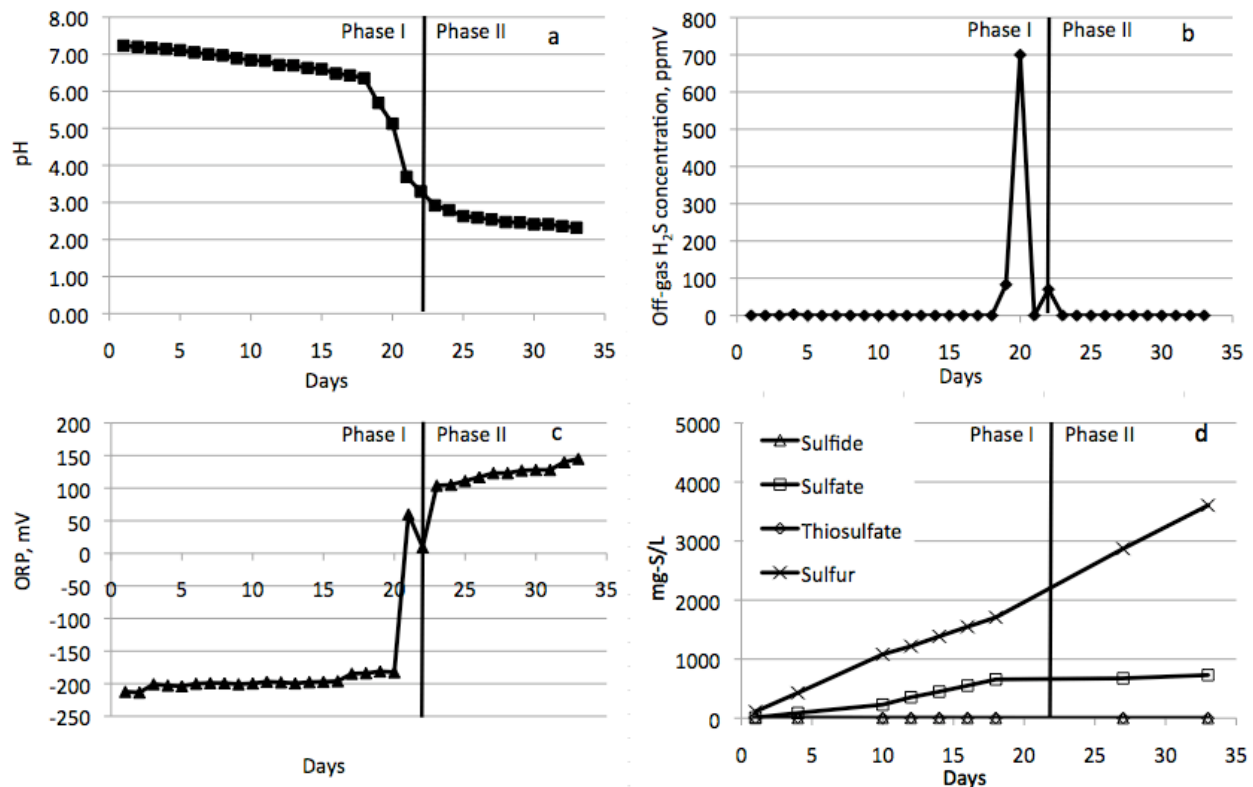 8.00
7.00
6.00
5.00
4.00
3.00
2.00
1.00
0.00
pH
Phase I
Phase II
a
0 5 10 15 20 25 30 35
Days
800
700
600
500
400
300
200
100
0
Off-gas H₂S concentration, ppmV
Phase I
Phase II
b
0 5 10 15 20 25 30 35
Days
200
150
100
50
0
-50
-100
-150
-200
-250
ORP, mV
Phase I
Phase II
c
0 5 10 15 20 25 30 35
Days
5000
4000
3000
2000
1000
0
mg-S/L
Sulfide
Sulfate
Thiosulfate
Sulfur
Phase I
Phase II
d
0 5 10 15 20 25 30 35
Days